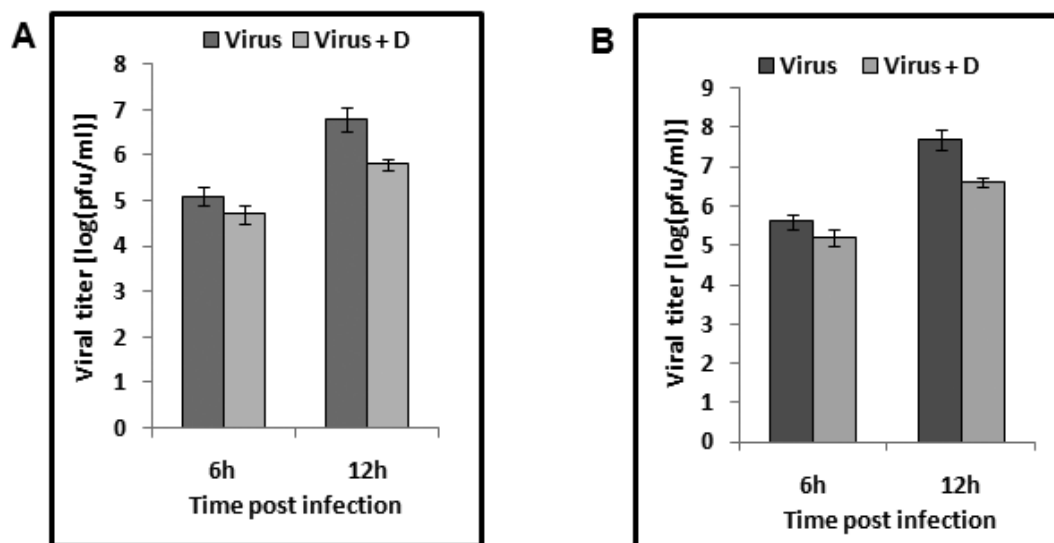 A
Virus Virus + D
8
7
6
5
4
3
2
1
0
Viral titer [log(pfu/ml)]
6h 12h
Time post infection
B
Virus Virus + D
9
8
7
6
5
4
3
2
1
0
Viral titer [log(pfu/ml)]
6h 12h
Time post infection